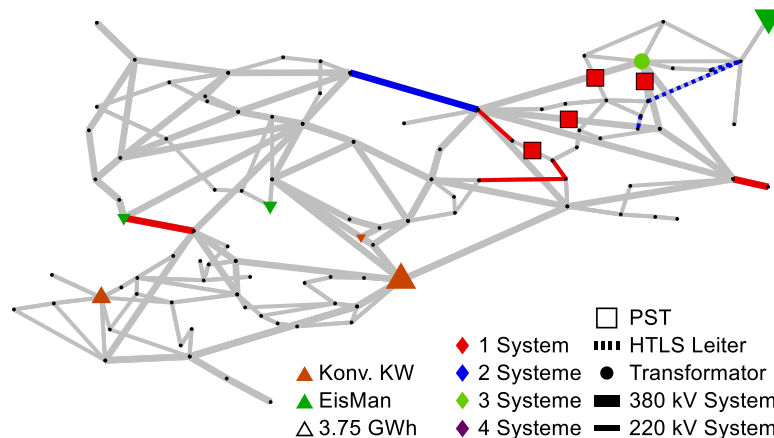 Konv. KW
EisMan
3.75 GWh
1 System
2 Systeme
3 Systeme
4 Systeme
PST
HTLS Leiter
Transformator
380 kV System
220 kV System